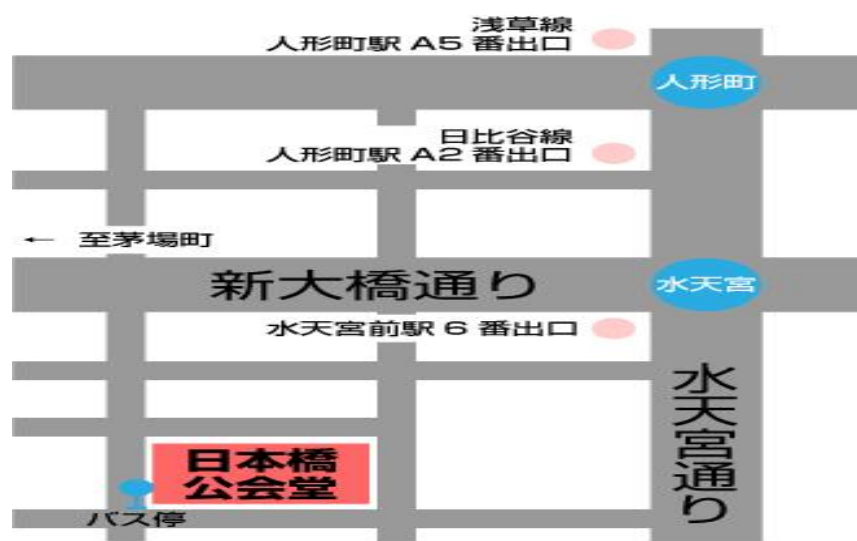 浅草線
人形町駅 A5 番出口
人形町
日比谷線
人形町駅 A2 番出口
← 至茅場町
新大橋通り
水天宮
水天宮前駅 6 番出口
水天宮通り
日本橋
公会堂
バス停